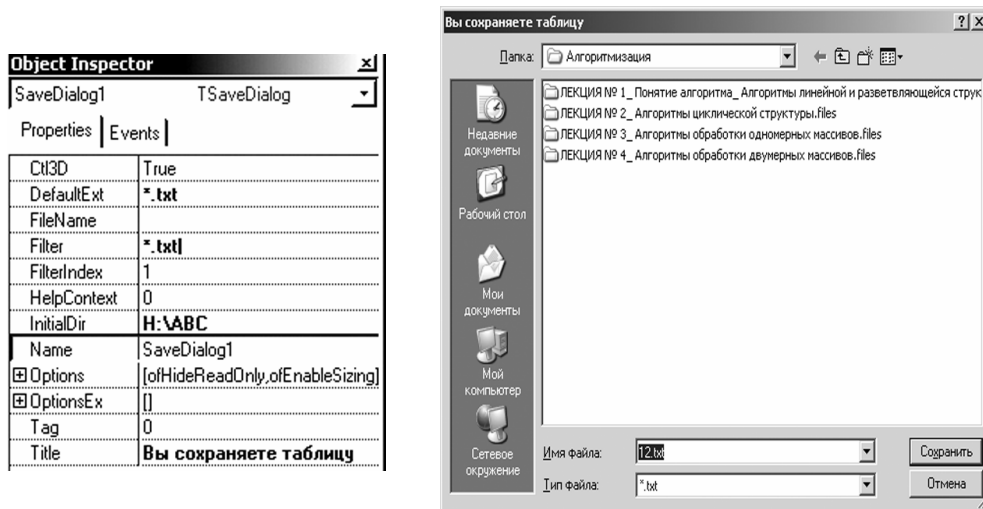 Object Inspector
SaveDialog1 TSaveDialog
Properties Events
Ctl3D True
DefaultExt *.txt
FileName
Filter *.txt|
FilterIndex 1
HelpContext 0
InitialDir H:\ABC
Name SaveDialog1
Options [ofHideReadOnly,ofEnableSizing]
OptionsEx []
Tag 0
Title Вы сохраняете таблицу
Вы сохраняете таблицу
Папка: Алгоритмизация
ЛЕКЦИЯ № 1_ Понятие алгоритма_ Алгоритмы линейной и разветвляющейся струк
ЛЕКЦИЯ № 2_ Алгоритмы циклической структуры.files
ЛЕКЦИЯ № 3_ Алгоритмы обработки одномерных массивов.files
ЛЕКЦИЯ № 4_ Алгоритмы обработки двумерных массивов.files
Недавние
документы
Рабочий стол
Мои
документы
Мой
компьютер
Сетевое
окружение
Имя файла: 12.txt Сохранить
Тип файла: *.txt Отмена